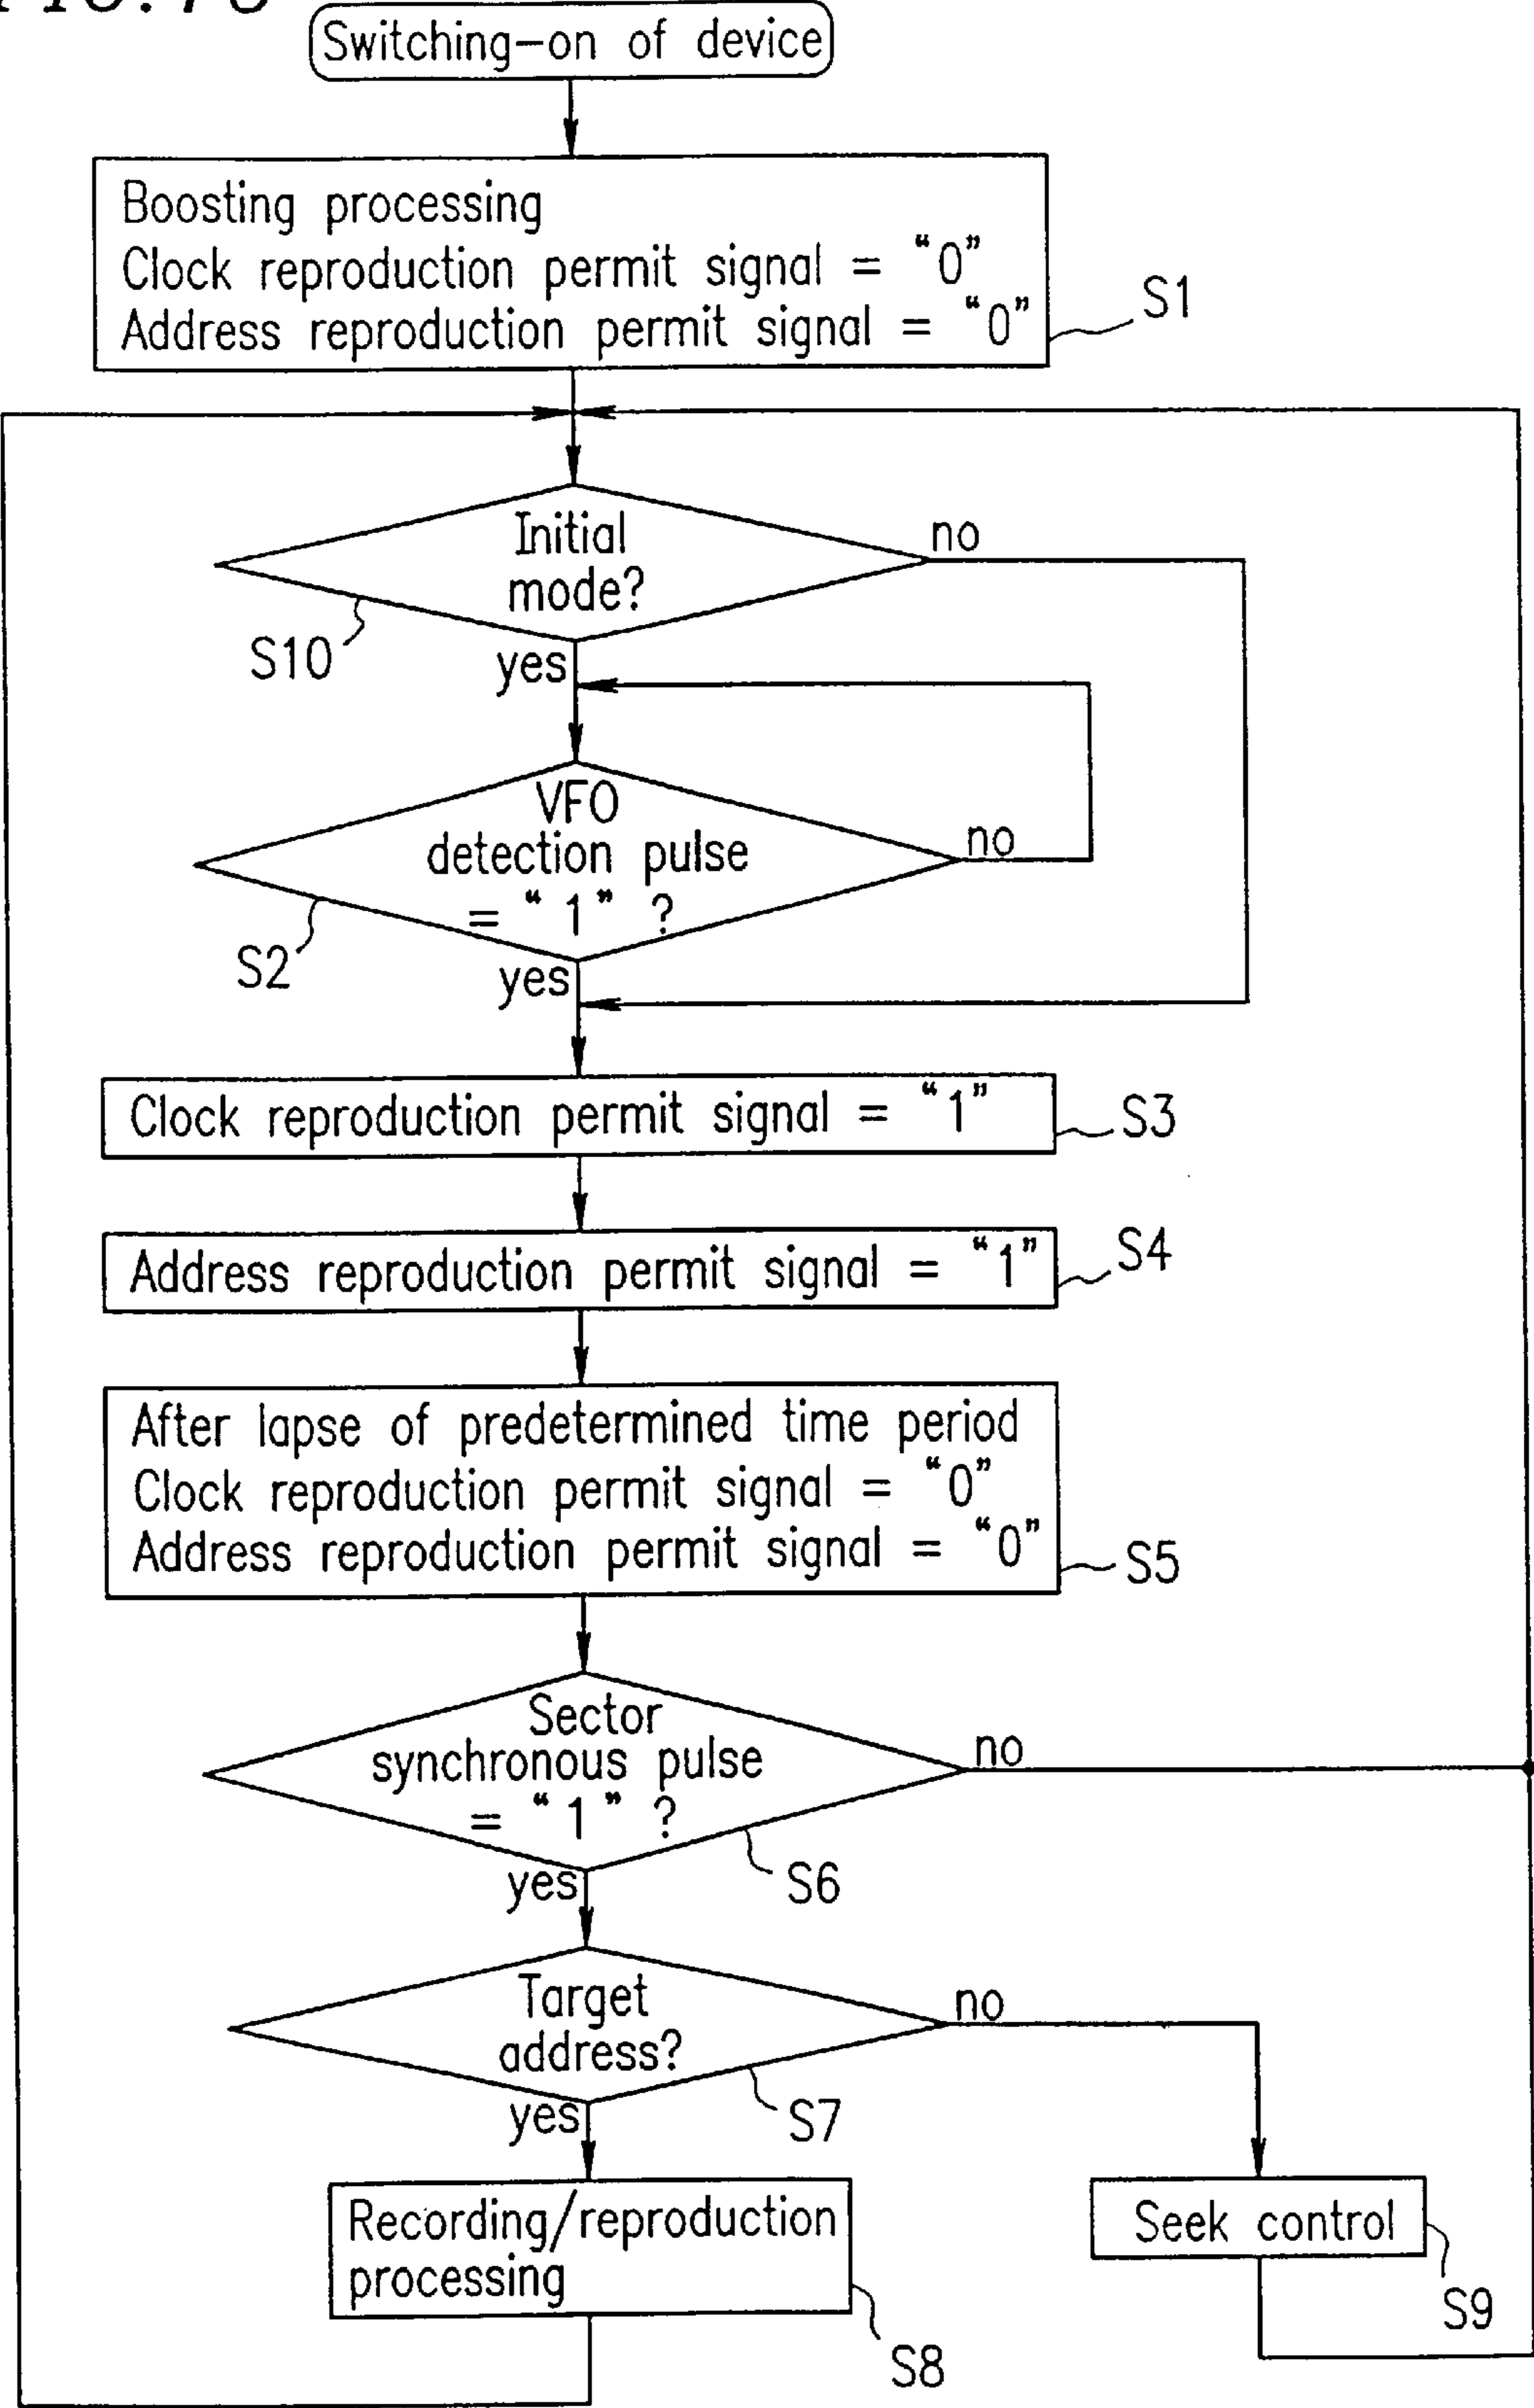 Switching-on of device
Boosting processing
Clock reproduction permit signal = “0”
Address reproduction permit signal = “0”
S1
Initial
mode?
no
S10
yes
VFO
detection pulse
= “1” ?
no
S2
yes
Clock reproduction permit signal = “1”
S3
Address reproduction permit signal = “1”
S4
After lapse of predetermined time period
Clock reproduction permit signal = “0”
Address reproduction permit signal = “0”
S5
Sector
synchronous pulse
= “1” ?
no
S6
yes
Target
address?
no
S7
yes
Recording/reproduction
processing
S8
Seek control
S9